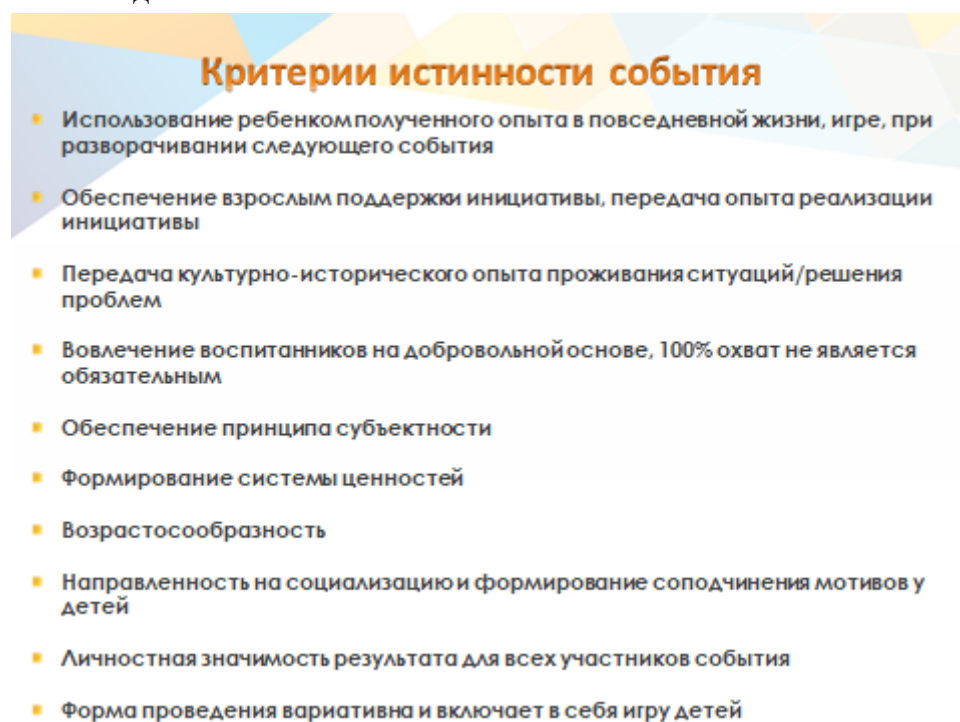 Критерии истинности события
Использование ребенком полученного опыта в повседневной жизни, игре, при
разворачивании следующего события
Обеспечение взрослым поддержки инициативы, передача опыта реализации
инициативы
Передача культурно-исторического опыта проживания ситуаций/решения
проблем
Вовлечение воспитанников на добровольной основе, 100% охват не является
обязательным
Обеспечение принципа субъектности
Формирование системы ценностей
Возрастосообразность
Направленность на социализацию и формирование соподчинения мотивов у
детей
Личностная значимость результата для всех участников события
Форма проведения вариативна и включает в себя игру детей